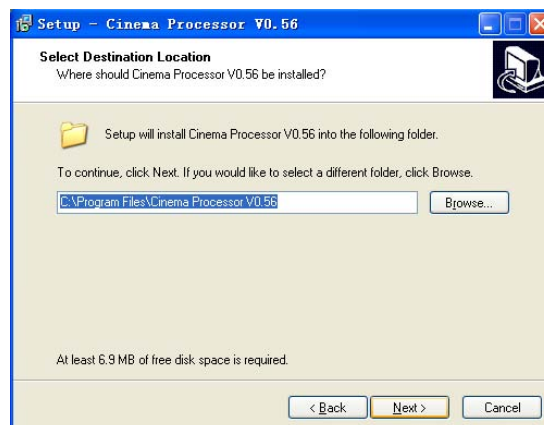 Setup - Cinema Processor V0.56
Select Destination Location
Where should Cinema Processor V0.56 be installed?
Setup will install Cinema Processor V0.56 into the following folder.
To continue, click Next. If you would like to select a different folder, click Browse.
C:\Program Files\Cinema Processor V0.56
Browse...
At least 6.9 MB of free disk space is required.
< Back
Next >
Cancel